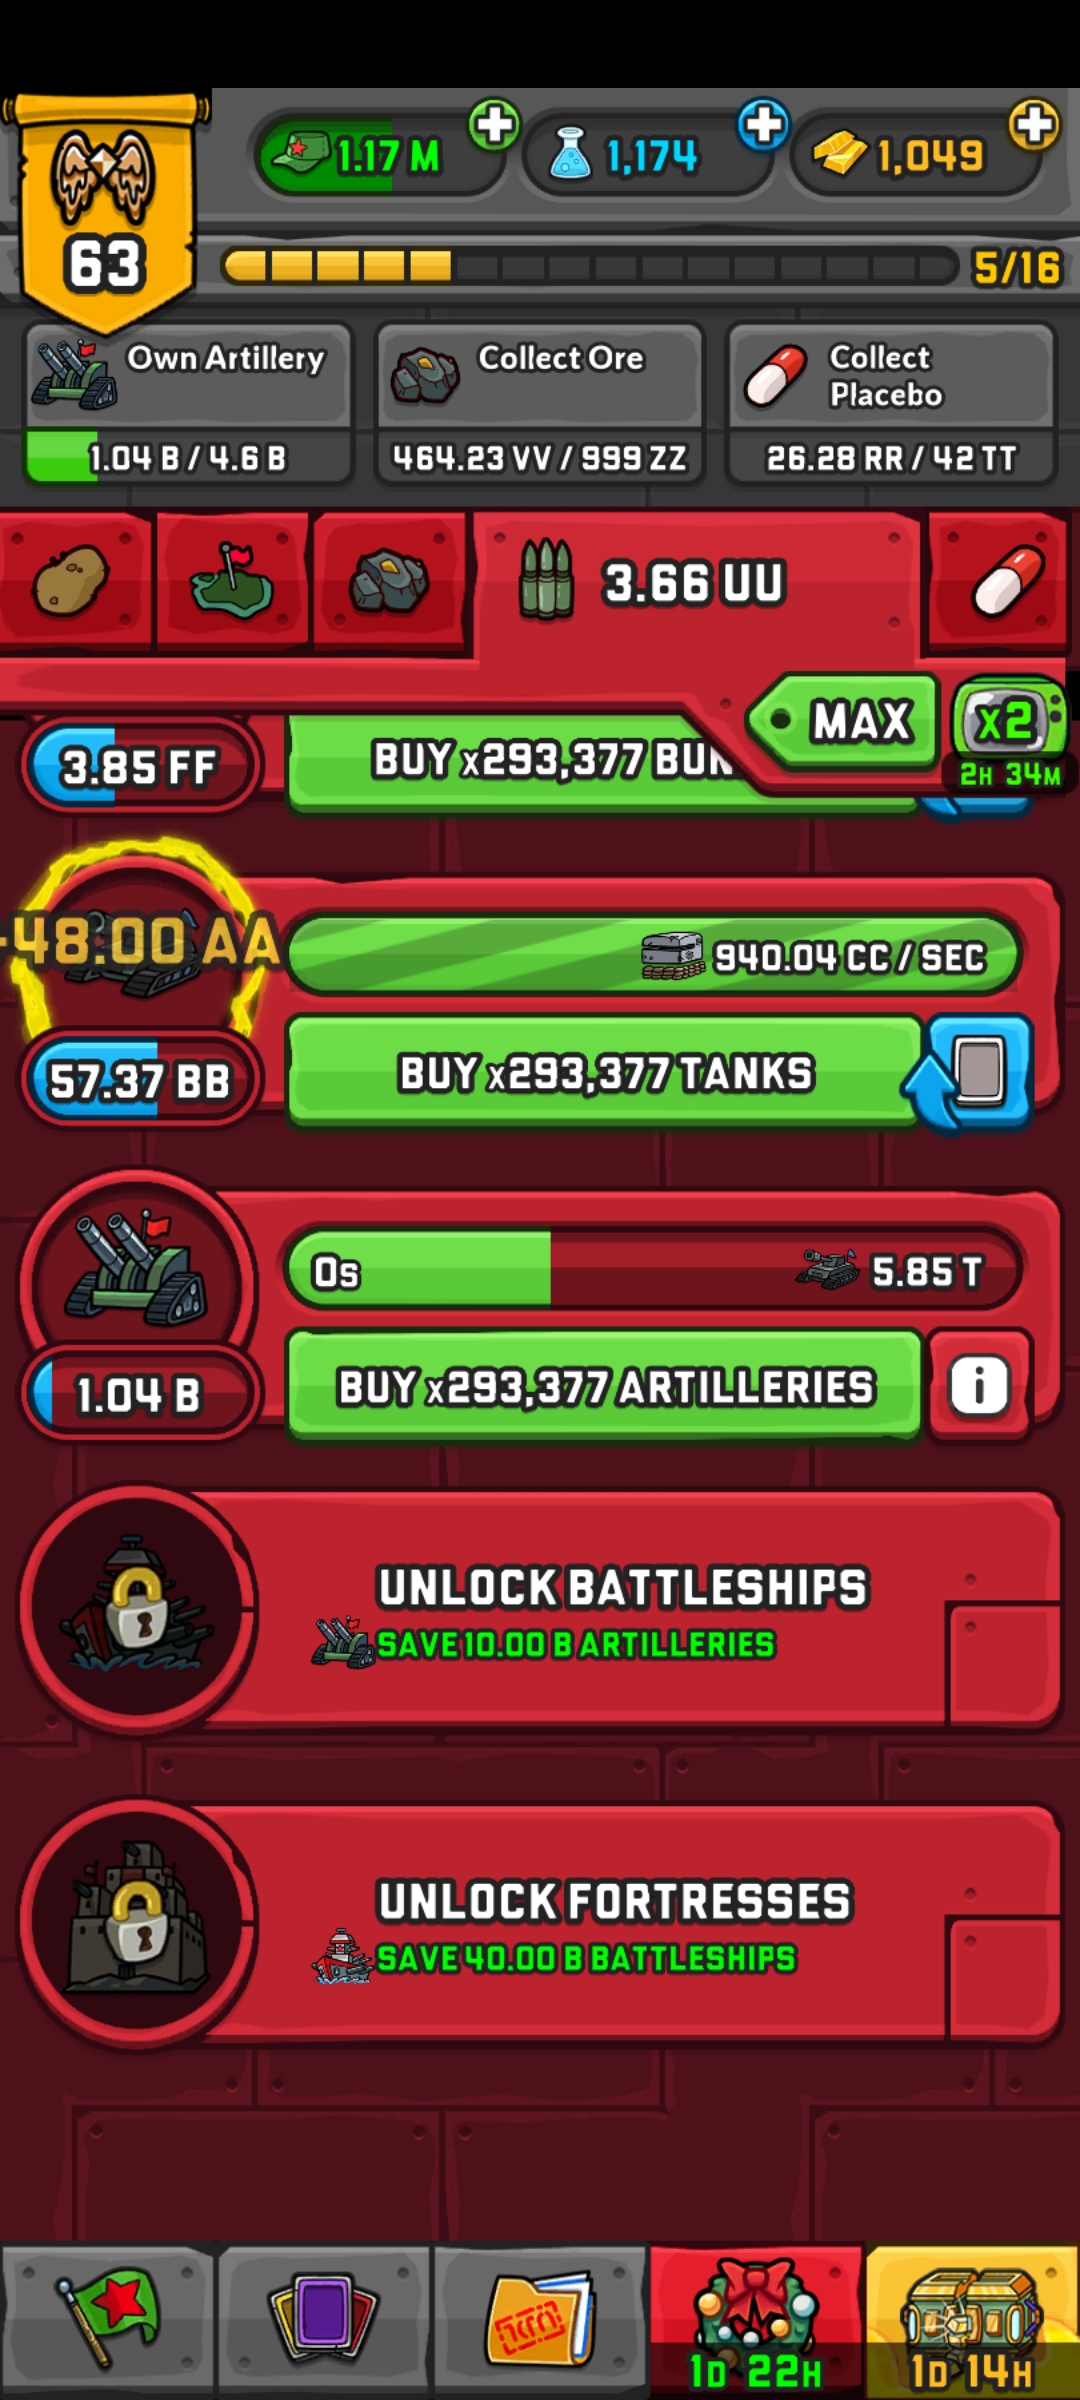 1.17 M
1,174
1,049
63
5/16
Own Artillery
1.04 B / 4.6 B
Collect Ore
464.23 VV / 999 ZZ
Collect
Placebo
26.28 RR / 42 TT
3.66 UU
MAX
x2
2H 34M
3.85 FF
BUY x293,377 BUN
-48.00 AA
940.04 CC / SEC
57.37 BB
BUY x293,377 TANKS
0s
5.85 T
1.04 B
BUY x293,377 ARTILLERIES
i
UNLOCK BATTLESHIPS
SAVE 10.00 B ARTILLERIES
UNLOCK FORTRESSES
SAVE 40.00 B BATTLESHIPS
1D 22H
1D 14H